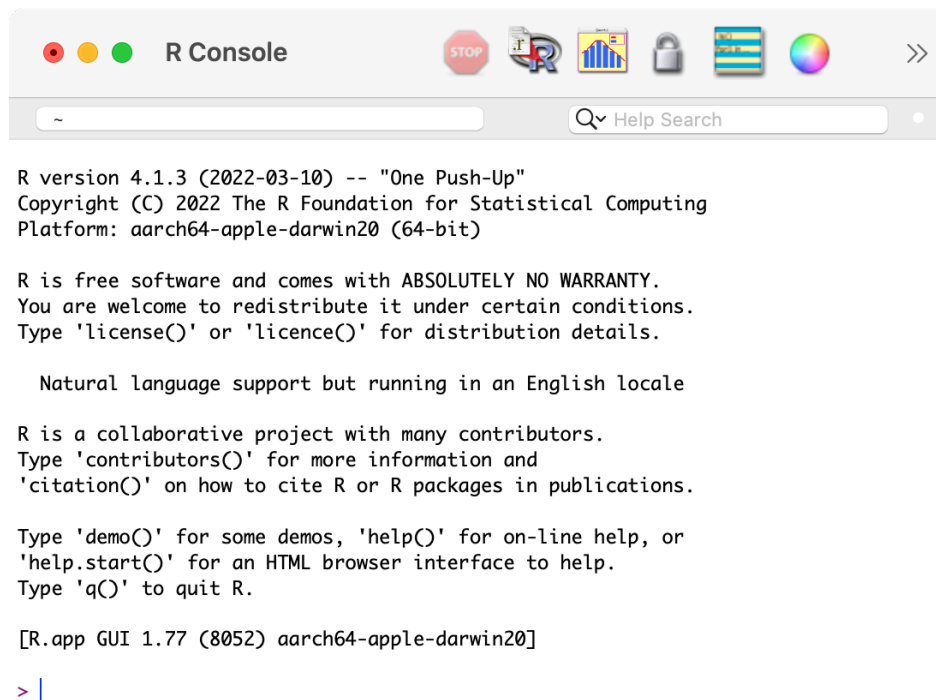 R Console
STOP
~
Help Search
R version 4.1.3 (2022-03-10) -- "One Push-Up"
Copyright (C) 2022 The R Foundation for Statistical Computing
Platform: aarch64-apple-darwin20 (64-bit)
R is free software and comes with ABSOLUTELY NO WARRANTY.
You are welcome to redistribute it under certain conditions.
Type 'license()' or 'licence()' for distribution details.
Natural language support but running in an English locale
R is a collaborative project with many contributors.
Type 'contributors()' for more information and
'citation()' on how to cite R or R packages in publications.
Type 'demo()' for some demos, 'help()' for on-line help, or
'help.start()' for an HTML browser interface to help.
Type 'q()' to quit R.
[R.app GUI 1.77 (8052) aarch64-apple-darwin20]
>